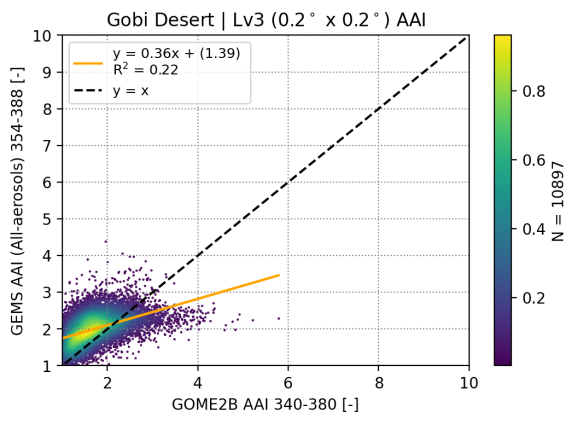 Gobi Desert | Lv3 (0.2° x 0.2°) AAI
y = 0.36x + (1.39)
R² = 0.22
y = x
10
9
8
7
6
5
4
3
2
1
GEMS AAI (All-aerosols) 354-388 [-]
2
4
6
8
10
GOME2B AAI 340-380 [-]
0.8
0.6
0.4
0.2
N = 10897